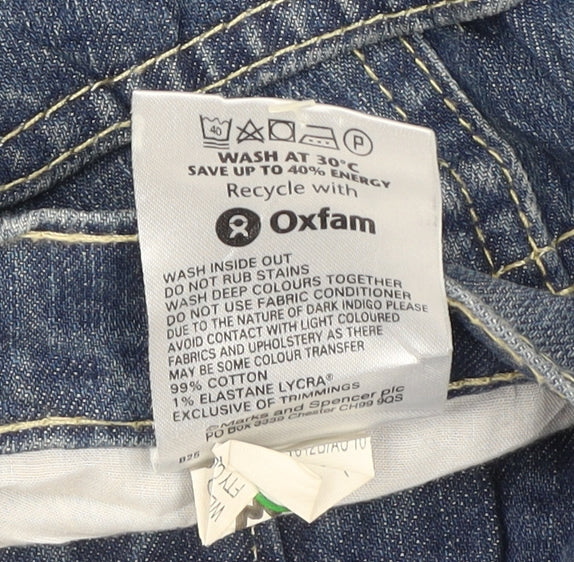 40 P
WASH AT 30°C
SAVE UP TO 40% ENERGY
Recycle with
Oxfam
WASH INSIDE OUT
DO NOT RUB STAINS
WASH DEEP COLOURS TOGETHER
DO NOT USE FABRIC CONDITIONER
DUE TO THE NATURE OF DARK INDIGO PLEASE
AVOID CONTACT WITH LIGHT COLOURED
FABRICS AND UPHOLSTERY AS THERE
MAY BE SOME COLOUR TRANSFER
99% COTTON
1% ELASTANE LYCRA®
EXCLUSIVE OF TRIMMINGS
©Marks and Spencer plc
PO Box 3339 Chester CH99 9QS
B25
FTY